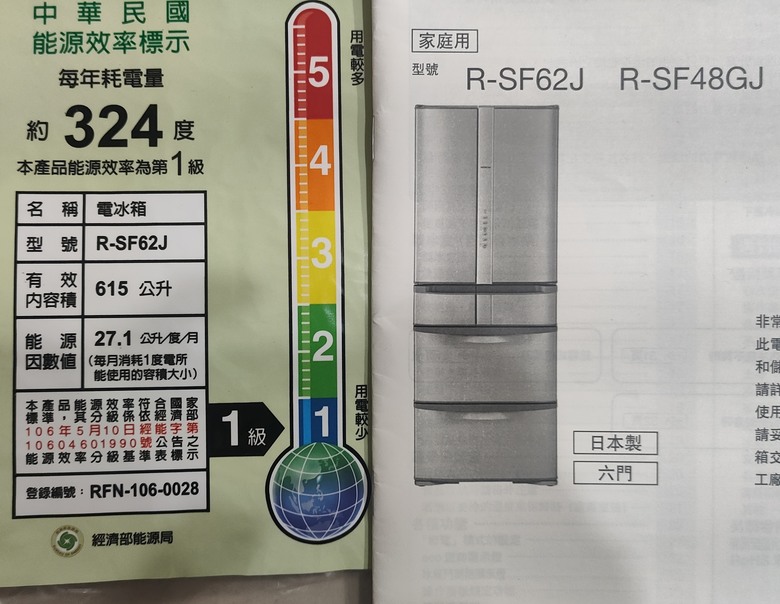 中華民國
能源效率標示
每年耗電量
約 324 度
本產品能源效率為第1級
名稱 電冰箱
型號 R-SF62J
有效內容積 615 公升
能源因數值 27.1 公升/度/月
(每月消耗1度電所
能使用的容積大小)
本產品能源效率符合國家
標準，其分級係依經濟部
106年5月10日經能字第
10604601990號公告之
能源效率分級基準表標示
登錄編號：RFN-106-0028
經濟部能源局
用電較多
5
4
3
2
1
用電較少
1級
家庭用
型號 R-SF62J R-SF48GJ
日本製
六門
非常
此電
和儲
請詳
使用
請妥
箱交
工廠